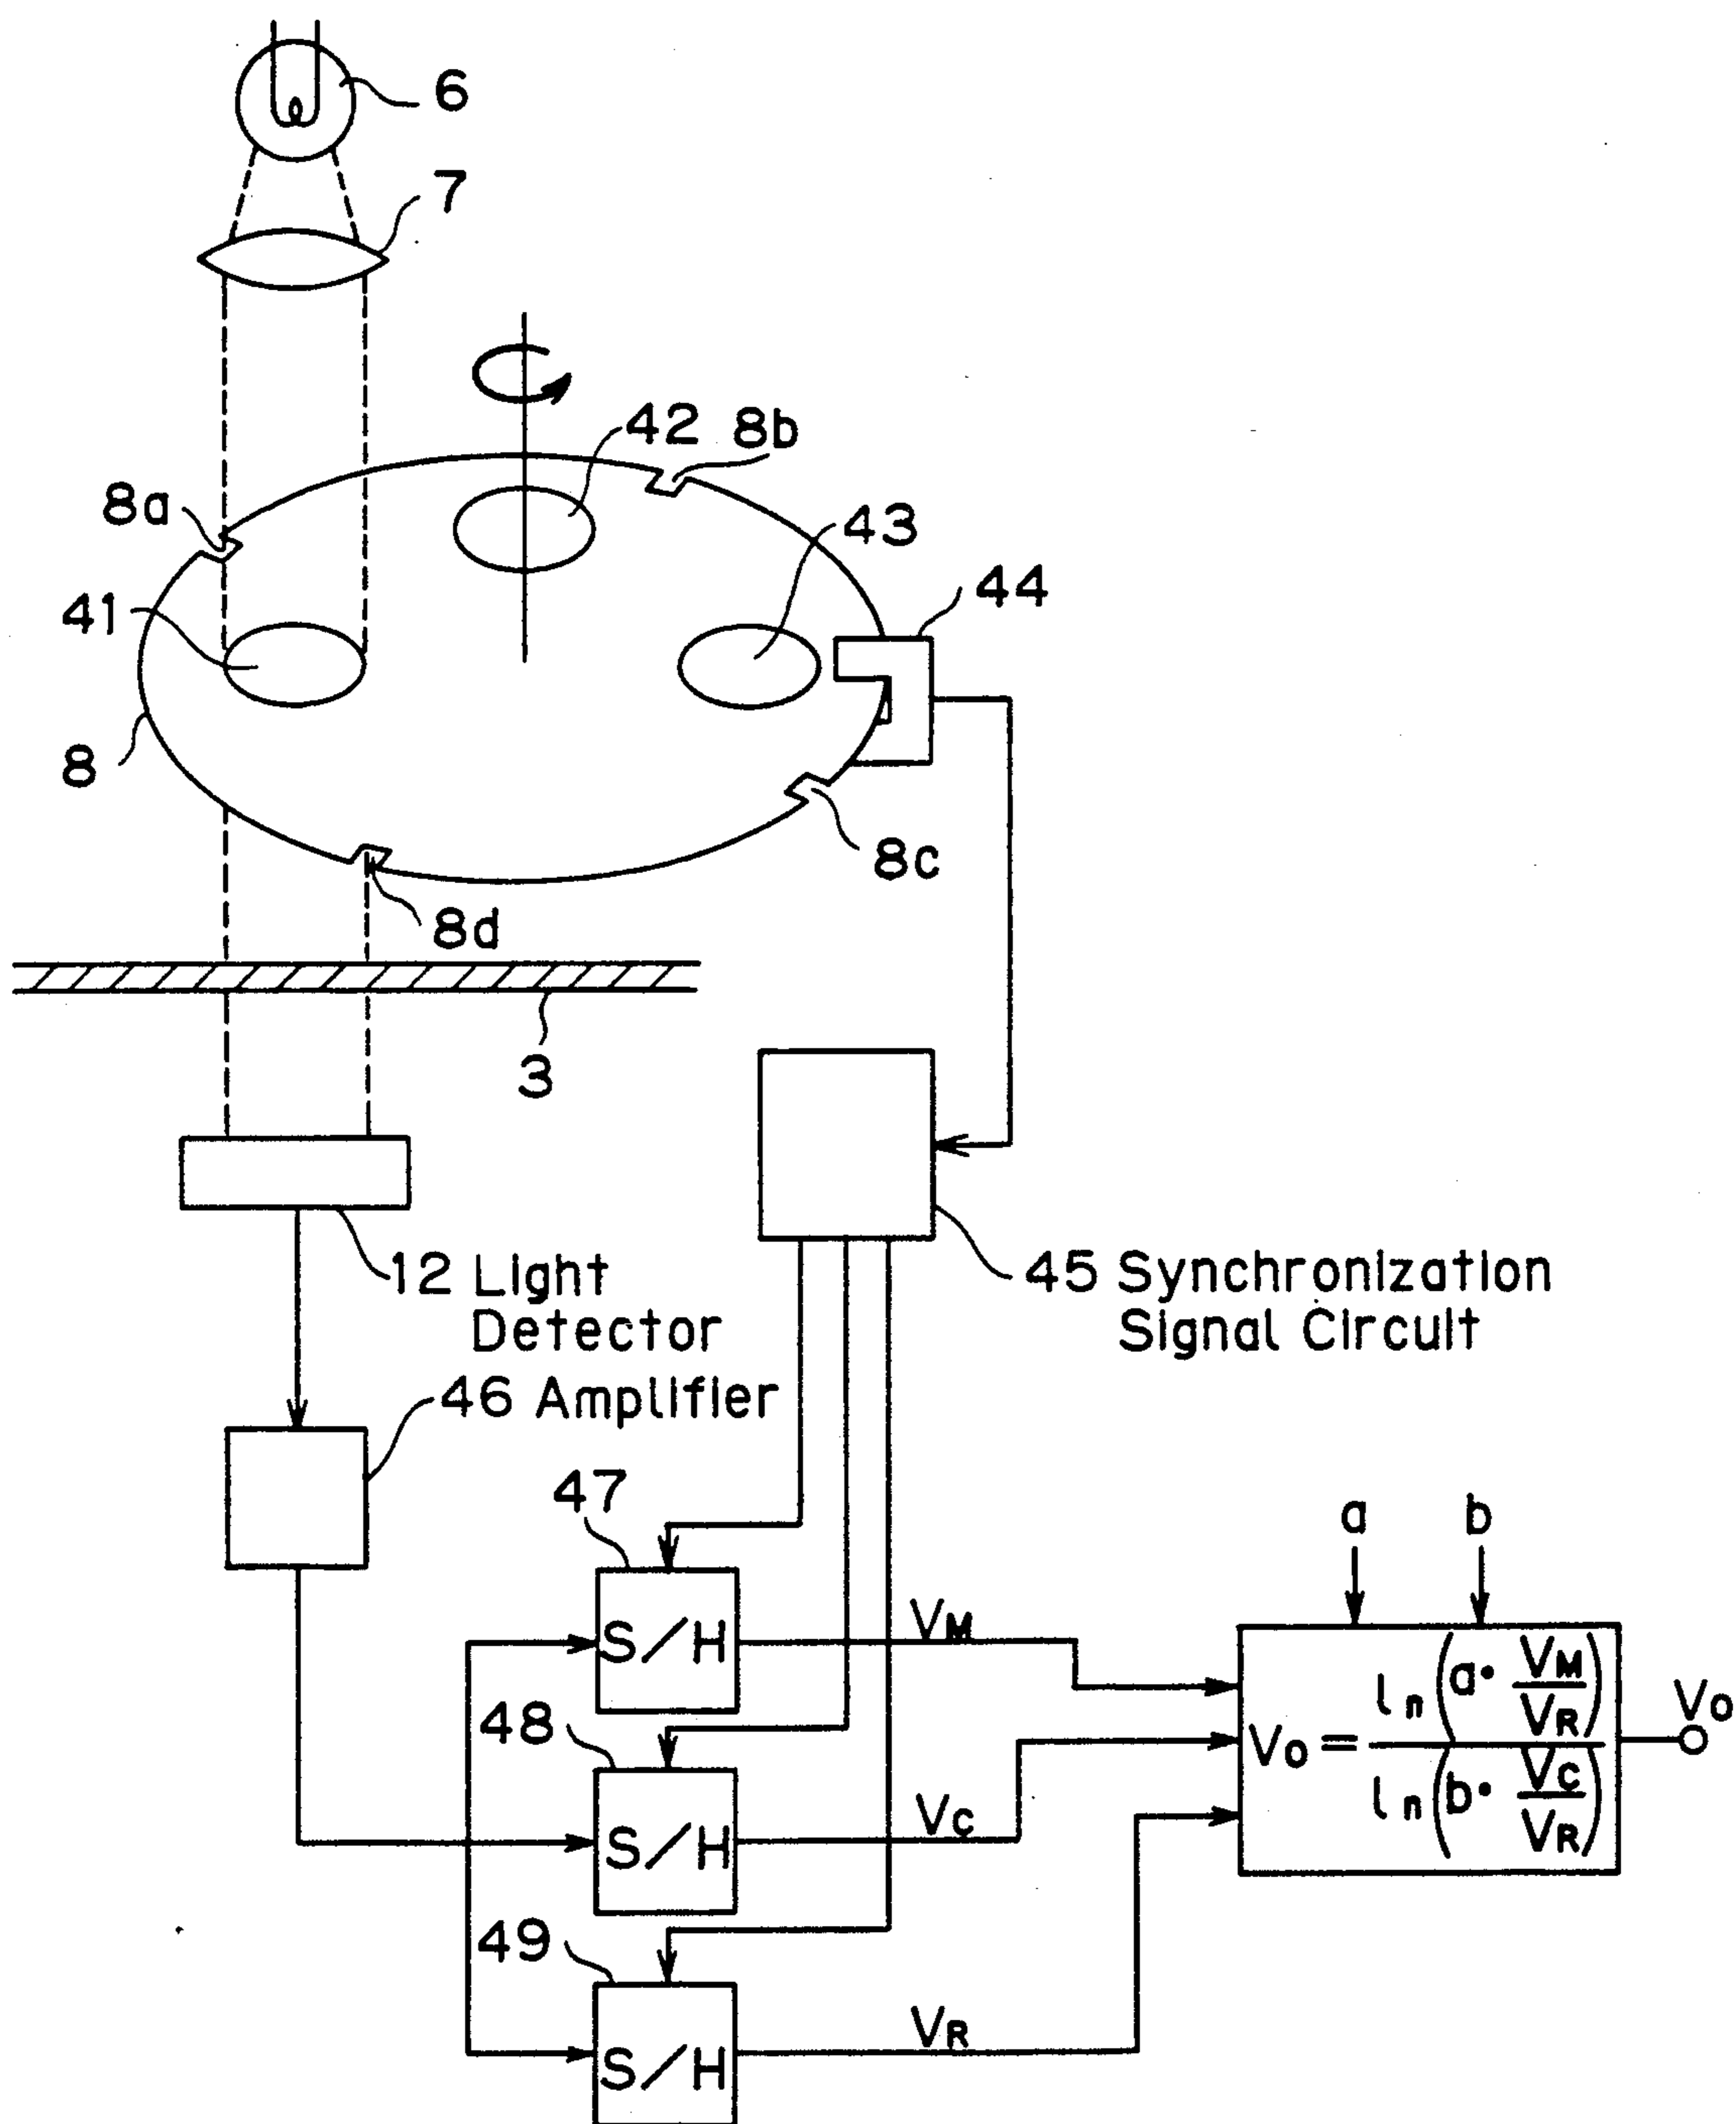 6
7
42
8b
8a
43
41
44
8
8c
8d
3
12 Light
Detector
45 Synchronization
Signal Circuit
46 Amplifier
47
a
b
S/H
VM
48
Vo = ln(a· VM/VR) / ln(b· VC/VR)
Vo
S/H
VC
49
S/H
VR